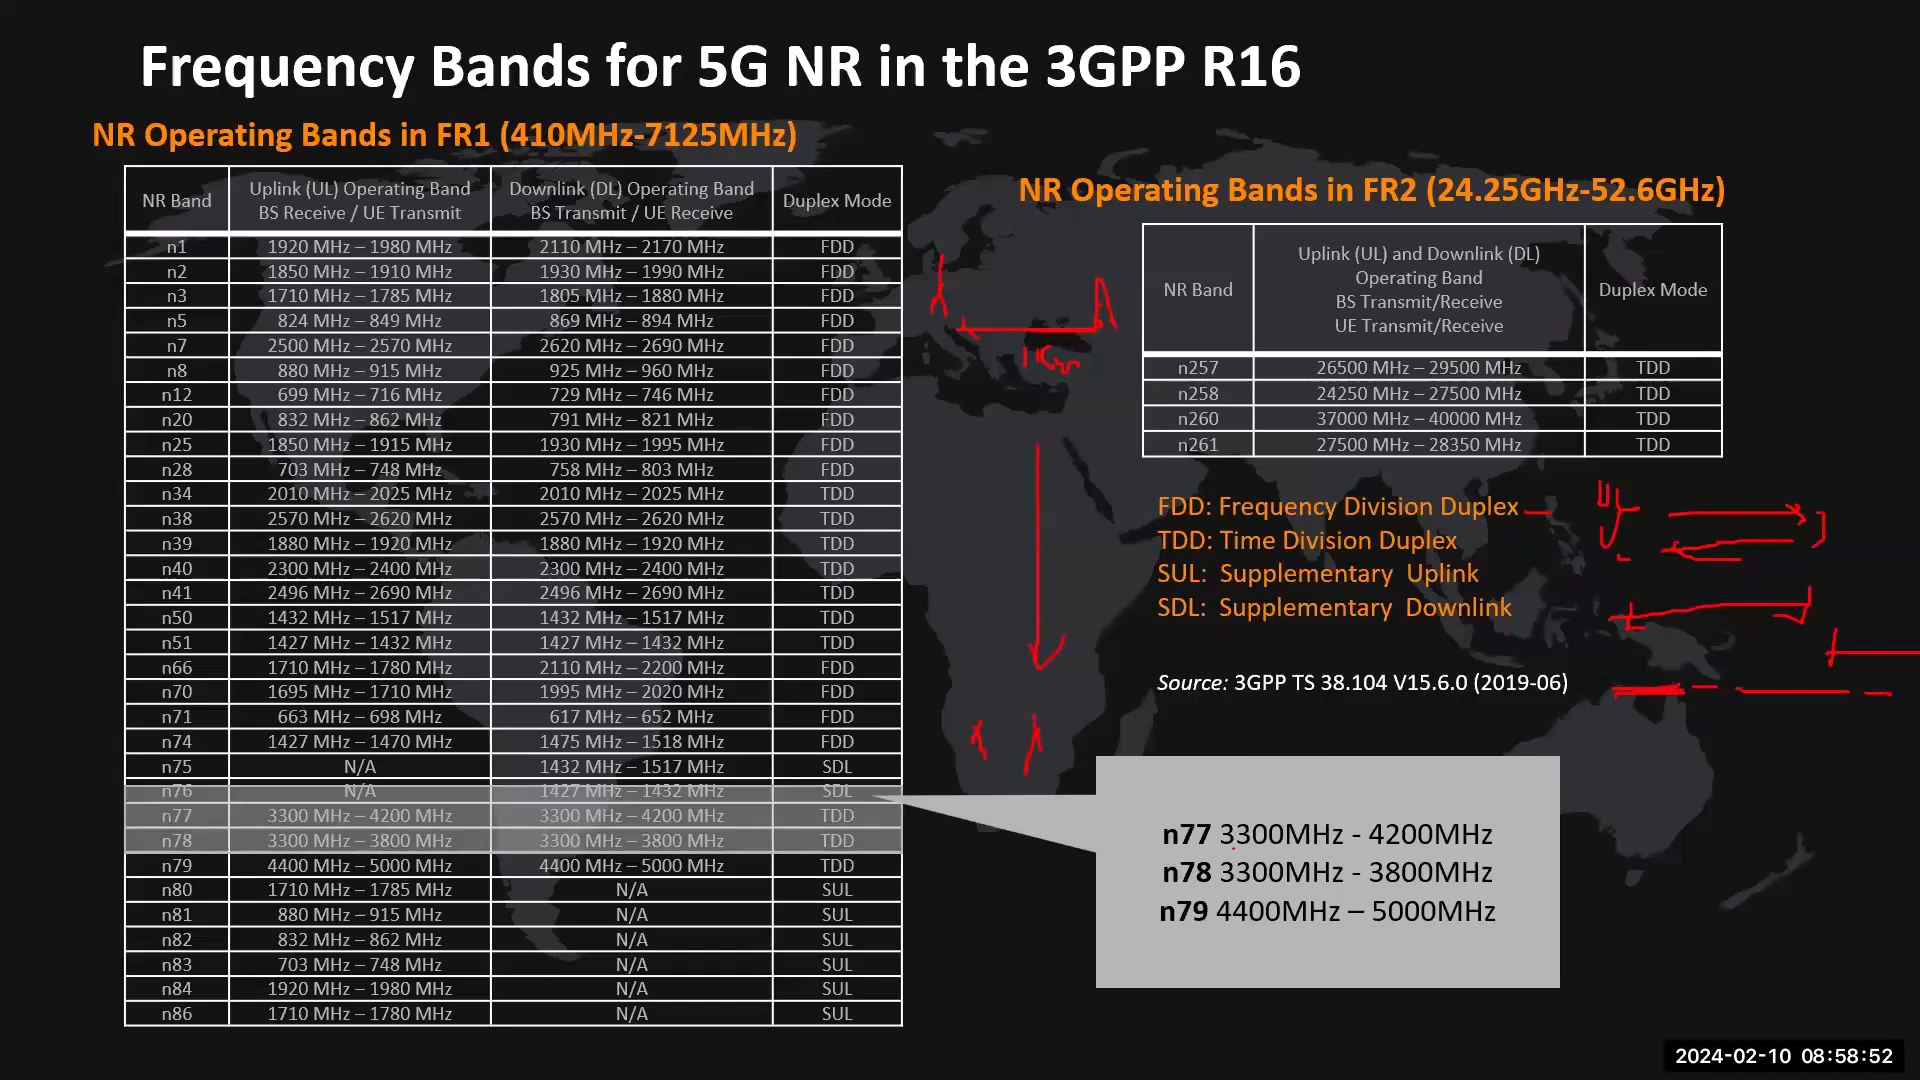 Frequency Bands for 5G NR in the 3GPP R16
NR Operating Bands in FR1 (410MHz-7125MHz)
NR Band Uplink (UL) Operating Band BS Receive / UE Transmit Downlink (DL) Operating Band BS Transmit / UE Receive Duplex Mode
n1 1920 MHz – 1980 MHz 2110 MHz – 2170 MHz FDD
n2 1850 MHz – 1910 MHz 1930 MHz – 1990 MHz FDD
n3 1710 MHz – 1785 MHz 1805 MHz – 1880 MHz FDD
n5 824 MHz – 849 MHz 869 MHz – 894 MHz FDD
n7 2500 MHz – 2570 MHz 2620 MHz – 2690 MHz FDD
n8 880 MHz – 915 MHz 925 MHz – 960 MHz FDD
n12 699 MHz – 716 MHz 729 MHz – 746 MHz FDD
n20 832 MHz – 862 MHz 791 MHz – 821 MHz FDD
n25 1850 MHz – 1915 MHz 1930 MHz – 1995 MHz FDD
n28 703 MHz – 748 MHz 758 MHz – 803 MHz FDD
n34 2010 MHz – 2025 MHz 2010 MHz – 2025 MHz TDD
n38 2570 MHz – 2620 MHz 2570 MHz – 2620 MHz TDD
n39 1880 MHz – 1920 MHz 1880 MHz – 1920 MHz TDD
n40 2300 MHz – 2400 MHz 2300 MHz – 2400 MHz TDD
n41 2496 MHz – 2690 MHz 2496 MHz – 2690 MHz TDD
n50 1432 MHz – 1517 MHz 1432 MHz – 1517 MHz TDD
n51 1427 MHz – 1432 MHz 1427 MHz – 1432 MHz TDD
n66 1710 MHz – 1780 MHz 2110 MHz – 2200 MHz FDD
n70 1695 MHz – 1710 MHz 1995 MHz – 2020 MHz FDD
n71 663 MHz – 698 MHz 617 MHz – 652 MHz FDD
n74 1427 MHz – 1470 MHz 1475 MHz – 1518 MHz FDD
n75 N/A 1432 MHz – 1517 MHz SDL
n76 N/A 1427 MHz – 1432 MHz SDL
n77 3300 MHz – 4200 MHz 3300 MHz – 4200 MHz TDD
n78 3300 MHz – 3800 MHz 3300 MHz – 3800 MHz TDD
n79 4400 MHz – 5000 MHz 4400 MHz – 5000 MHz TDD
n80 1710 MHz – 1785 MHz N/A SUL
n81 880 MHz – 915 MHz N/A SUL
n82 832 MHz – 862 MHz N/A SUL
n83 703 MHz – 748 MHz N/A SUL
n84 1920 MHz – 1980 MHz N/A SUL
n86 1710 MHz – 1780 MHz N/A SUL
NR Operating Bands in FR2 (24.25GHz-52.6GHz)
NR Band Uplink (UL) and Downlink (DL) Operating Band BS Transmit/Receive UE Transmit/Receive Duplex Mode
n257 26500 MHz – 29500 MHz TDD
n258 24250 MHz – 27500 MHz TDD
n260 37000 MHz – 40000 MHz TDD
n261 27500 MHz – 28350 MHz TDD
FDD: Frequency Division Duplex
TDD: Time Division Duplex
SUL: Supplementary Uplink
SDL: Supplementary Downlink
Source: 3GPP TS 38.104 V15.6.0 (2019-06)
n77 3300MHz - 4200MHz
n78 3300MHz - 3800MHz
n79 4400MHz – 5000MHz
2024-02-10 08:58:52